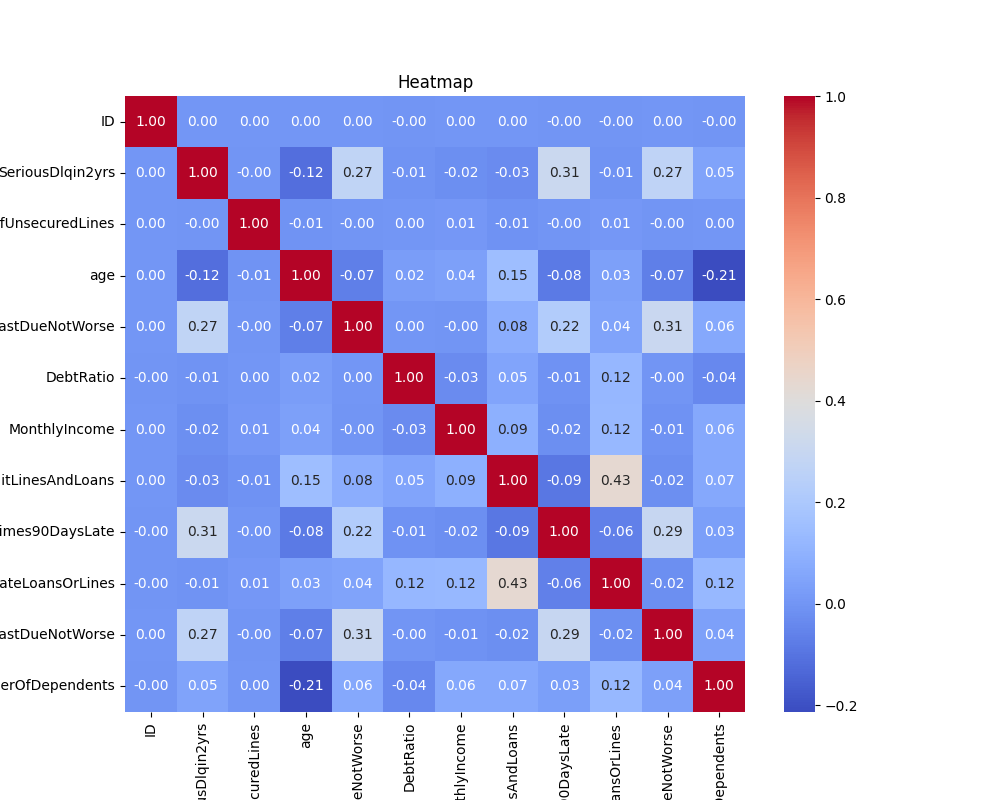 Heatmap
ID 1.00 0.00 0.00 0.00 0.00 -0.00 0.00 0.00 -0.00 -0.00 0.00 -0.00
SeriousDlqin2yrs 0.00 1.00 -0.00 -0.12 0.27 -0.01 -0.02 -0.03 0.31 -0.01 0.27 0.05
fUnsecuredLines 0.00 -0.00 1.00 -0.01 -0.00 0.00 0.01 -0.01 -0.00 0.01 -0.00 0.00
age 0.00 -0.12 -0.01 1.00 -0.07 0.02 0.04 0.15 -0.08 0.03 -0.07 -0.21
astDueNotWorse 0.00 0.27 -0.00 -0.07 1.00 0.00 -0.00 0.08 0.22 0.04 0.31 0.06
DebtRatio -0.00 -0.01 0.00 0.02 0.00 1.00 -0.03 0.05 -0.01 0.12 -0.00 -0.04
MonthlyIncome 0.00 -0.02 0.01 0.04 -0.00 -0.03 1.00 0.09 -0.02 0.12 -0.01 0.06
itLinesAndLoans 0.00 -0.03 -0.01 0.15 0.08 0.05 0.09 1.00 -0.09 0.43 -0.02 0.07
imes90DaysLate -0.00 0.31 -0.00 -0.08 0.22 -0.01 -0.02 -0.09 1.00 -0.06 0.29 0.03
ateLoansOrLines -0.00 -0.01 0.01 0.03 0.04 0.12 0.12 0.43 -0.06 1.00 -0.02 0.12
astDueNotWorse 0.00 0.27 -0.00 -0.07 0.31 -0.00 -0.01 -0.02 0.29 -0.02 1.00 0.04
erOfDependents -0.00 0.05 0.00 -0.21 0.06 -0.04 0.06 0.07 0.03 0.12 0.04 1.00
ID
usDlqin2yrs
curedLines
age
eNotWorse
DebtRatio
thlyIncome
sAndLoans
00DaysLate
ansOrLines
eNotWorse
Dependents
1.0
0.8
0.6
0.4
0.2
0.0
−0.2